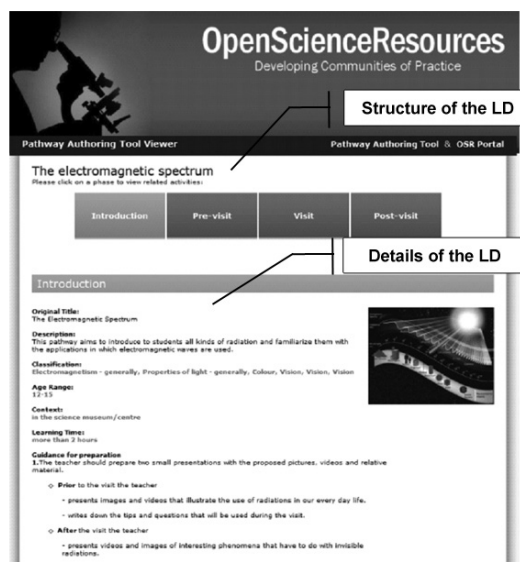 OpenScienceResources
Developing Communities of Practice
Structure of the LD
Pathway Authoring Tool Viewer
Pathway Authoring Tool & OSR Portal
The electromagnetic spectrum
Please click on a phase to view related activities:
Introduction
Pre-visit
Visit
Post-visit
Details of the LD
Introduction
Original Title:
The Electromagnetic Spectrum
Description:
This pathway aims to introduce to students all kinds of radiation and familiarize them with
the applications in which electromagnetic waves are used.
Classification:
Electromagnetism - generally, Properties of light - generally, Colour, Vision, Vision, Vision
Age Range:
12-15
Context:
in the science museum/centre
Learning Time:
more than 2 hours
Guidance for preparation
1.The teacher should prepare two small presentations with the proposed pictures, videos and relative
material.
o Prior to the visit the teacher
- presents images and videos that illustrate the use of radiations in our every day life.
- writes down the tips and questions that will be used during the visit.
o After the visit the teacher
- presents videos and images of interesting phenomena that have to do with invisible
radiations.